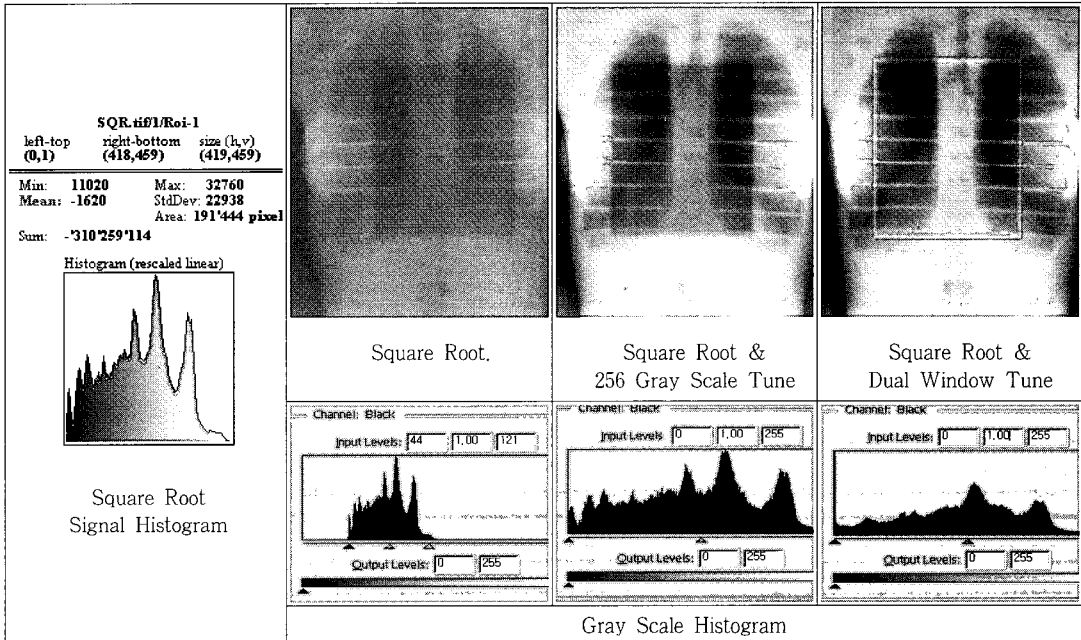 SQR.tif/1/Roi-1
left-top right-bottom size (h,v)
(0,1) (418,459) (419,459)
Min: 11020 Max: 32760
Mean: -1620 StdDev: 22938
Area: 191'444 pixel
Sum: -'310'259'114
Histogram (rescaled linear)
Square Root
Signal Histogram
Square Root.
Square Root &
256 Gray Scale Tune
Square Root &
Dual Window Tune
Channel: Black
Input Levels: 44 1,00 121
Output Levels: 0 255
Channel: Black
Input Levels 0 1,00 255
Output Levels: 0 255
Channel: Black
Input Levels: 0 1,00 255
Output Levels: 0 255
Gray Scale Histogram